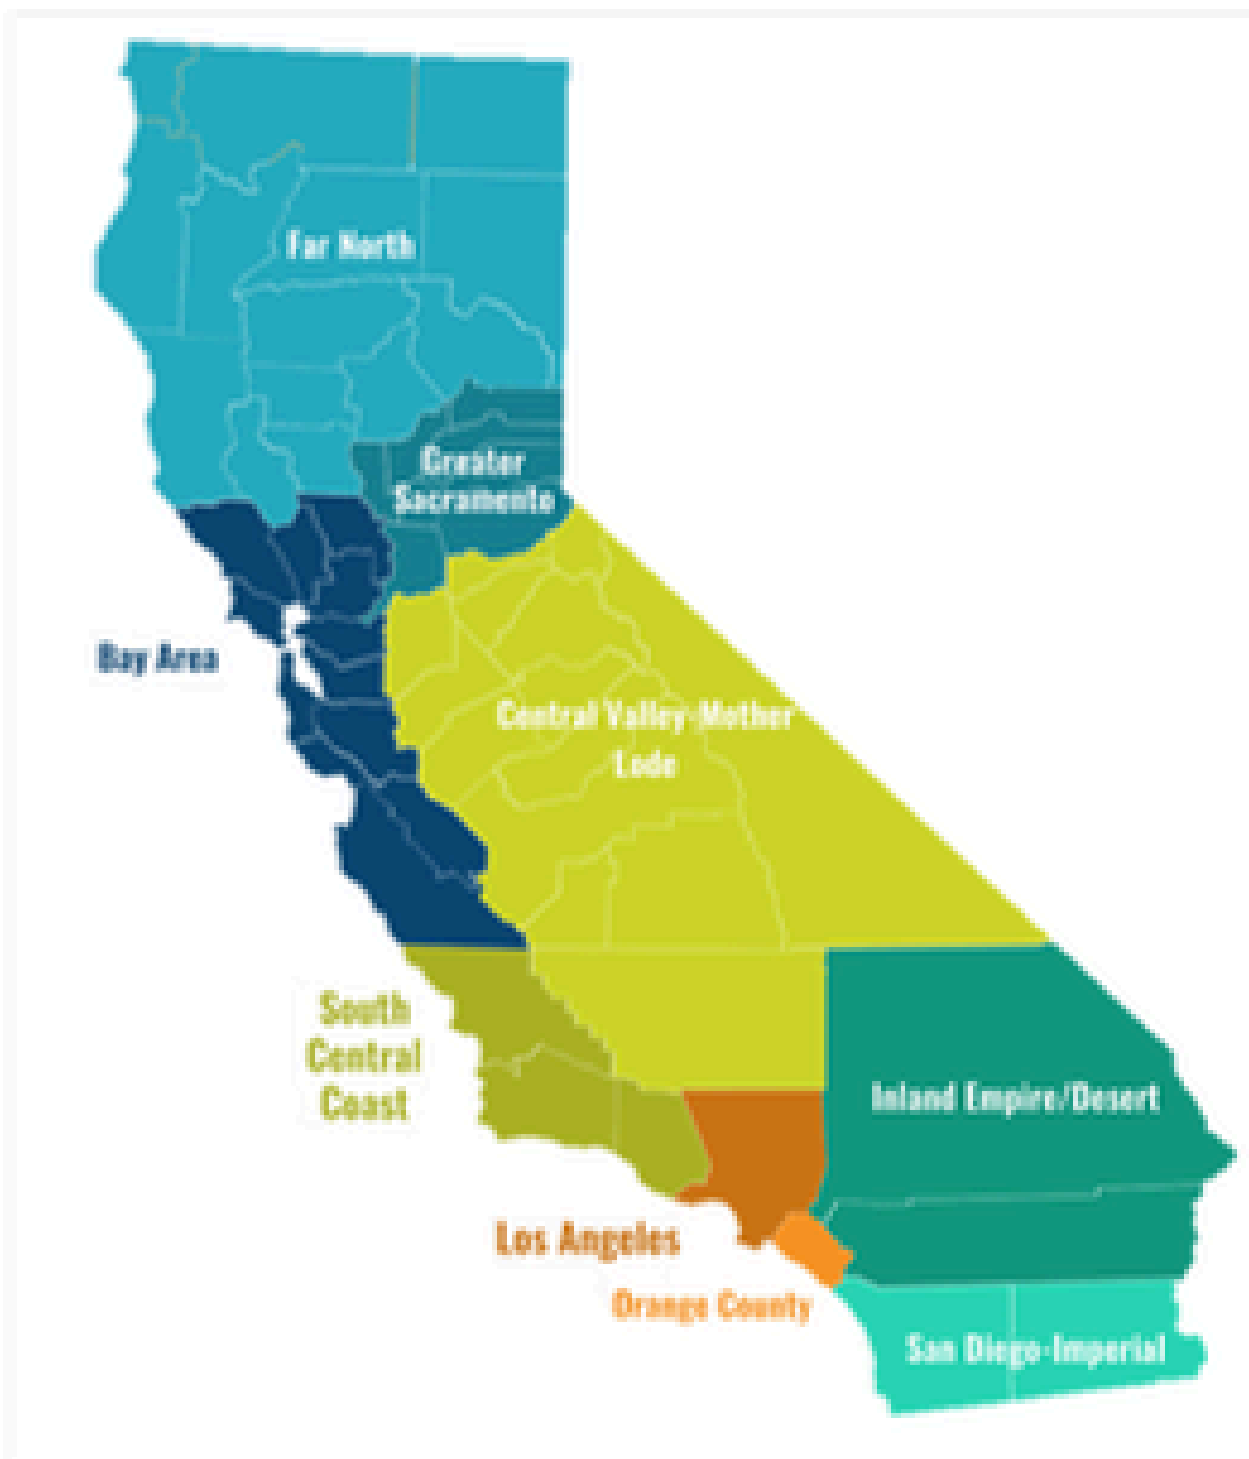 Far North
Greater
Sacramento
Bay Area
Central Valley-Mother
Lode
South
Central
Coast
Inland Empire/Desert
Los Angeles
Orange County
San Diego-Imperial